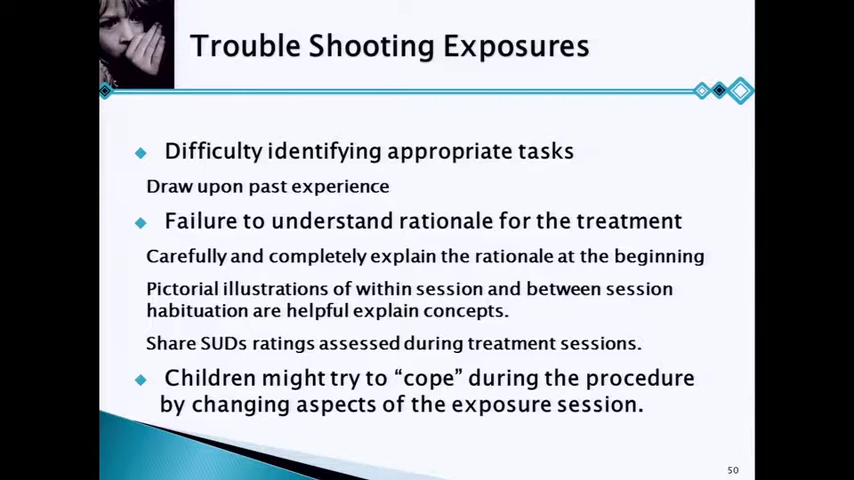 Trouble Shooting Exposures
Difficulty identifying appropriate tasks
Draw upon past experience
Failure to understand rationale for the treatment
Carefully and completely explain the rationale at the beginning
Pictorial illustrations of within session and between session
habituation are helpful explain concepts.
Share SUDs ratings assessed during treatment sessions.
Children might try to “cope” during the procedure
by changing aspects of the exposure session.
50